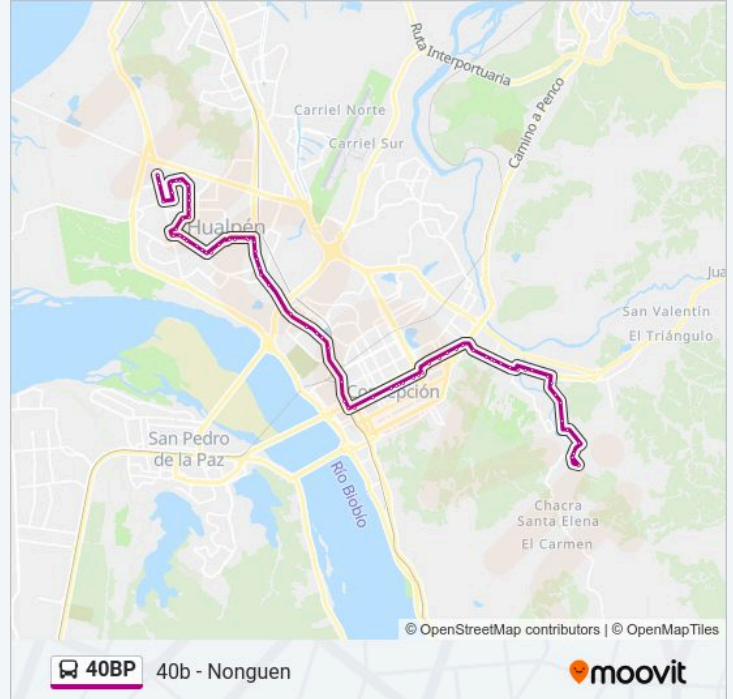 Ruta Interportuaria
Carriel Norte
Carriel Sur
Camino a Penco
Hualpén
Jua
San Valentín
El Triángulo
Concepción
San Pedro
de la Paz
Río Biobío
Chacra
Santa Elena
El Carmen
© OpenStreetMap contributors | © OpenMapTiles
40BP
40b - Nonguen
moovit